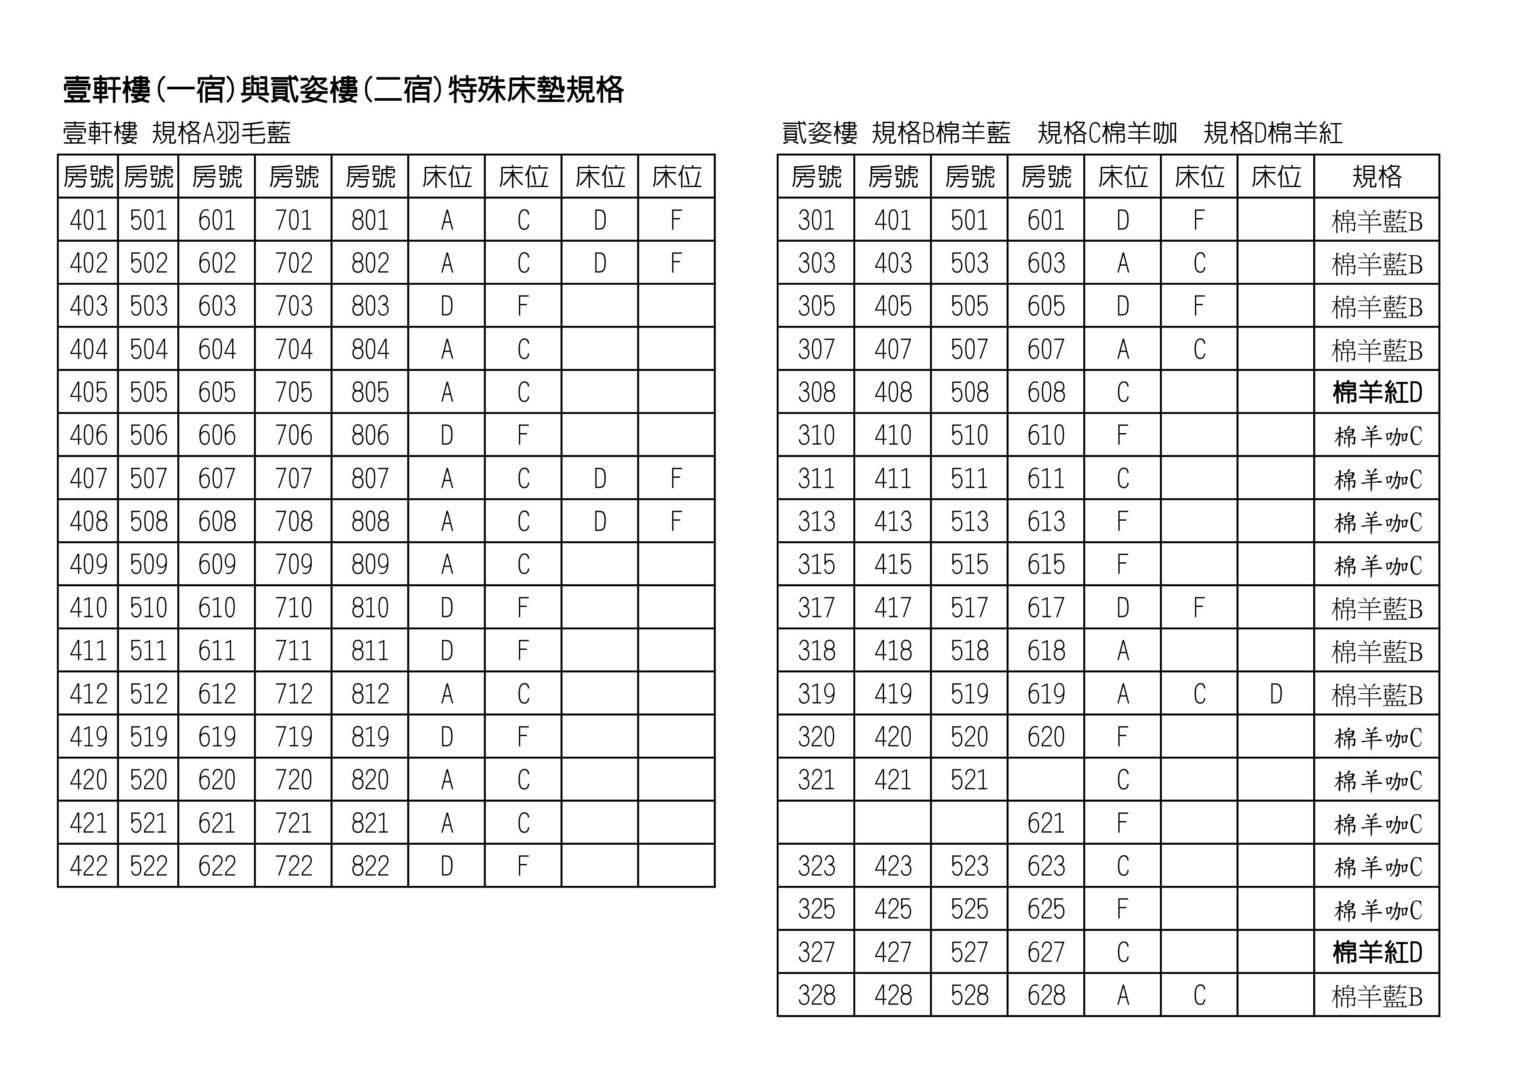 壹軒樓(一宿)與貳姿樓(二宿)特殊床墊規格
壹軒樓 規格A羽毛藍
房號 房號 房號 房號 房號 床位 床位 床位 床位
401 501 601 701 801 A C D F
402 502 602 702 802 A C D F
403 503 603 703 803 D F
404 504 604 704 804 A C
405 505 605 705 805 A C
406 506 606 706 806 D F
407 507 607 707 807 A C D F
408 508 608 708 808 A C D F
409 509 609 709 809 A C
410 510 610 710 810 D F
411 511 611 711 811 D F
412 512 612 712 812 A C
419 519 619 719 819 D F
420 520 620 720 820 A C
421 521 621 721 821 A C
422 522 622 722 822 D F
貳姿樓 規格B棉羊藍 規格C棉羊咖 規格D棉羊紅
房號 房號 房號 房號 床位 床位 床位 規格
301 401 501 601 D F 棉羊藍B
303 403 503 603 A C 棉羊藍B
305 405 505 605 D F 棉羊藍B
307 407 507 607 A C 棉羊藍B
308 408 508 608 C 棉羊紅D
310 410 510 610 F 棉羊咖C
311 411 511 611 C 棉羊咖C
313 413 513 613 F 棉羊咖C
315 415 515 615 F 棉羊咖C
317 417 517 617 D F 棉羊藍B
318 418 518 618 A 棉羊藍B
319 419 519 619 A C D 棉羊藍B
320 420 520 620 F 棉羊咖C
321 421 521 C 棉羊咖C
621 F 棉羊咖C
323 423 523 623 C 棉羊咖C
325 425 525 625 F 棉羊咖C
327 427 527 627 C 棉羊紅D
328 428 528 628 A C 棉羊藍B